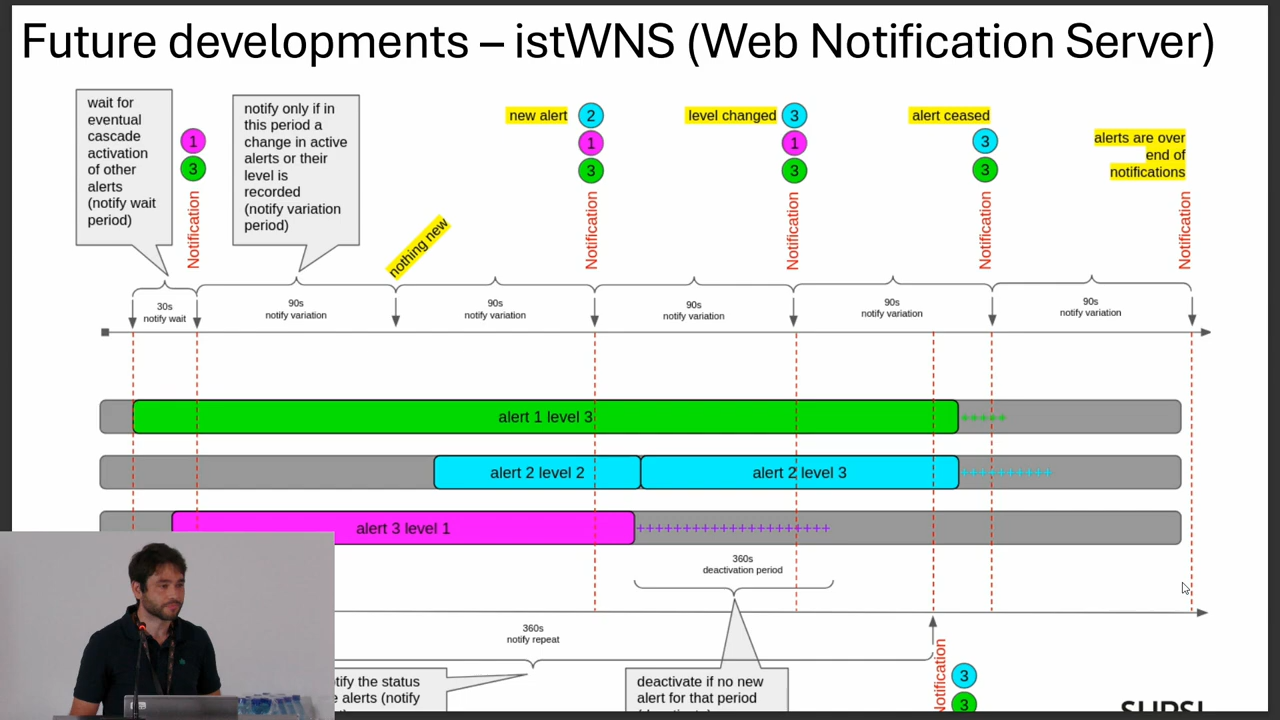 Future developments – istWNS (Web Notification Server)
wait for
eventual
cascade
activation
of other
alerts
(notify wait
period)
1
3
Notification
notify only if in
this period a
change in active
alerts or their
level is
recorded
(notify variation
period)
nothing new
new alert
2
1
3
Notification
level changed
3
1
3
Notification
alert ceased
3
3
Notification
alerts are over
end of
notifications
Notification
30s
notify wait
90s
notify variation
90s
notify variation
90s
notify variation
90s
notify variation
90s
notify variation
alert 1 level 3
+++++
alert 2 level 2
alert 2 level 3
++++++++++
alert 3 level 1
+++++++++++++++++++++
360s
deactivation period
360s
notify repeat
the status
alerts (notify
deactivate if no new
alert for that period
Notification
3
3
SUPSI